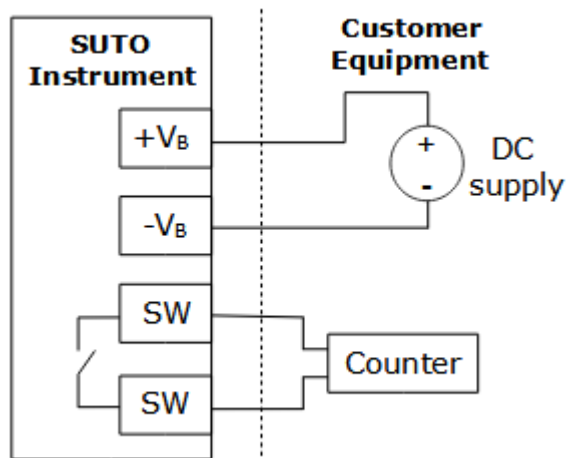 SUTO
Instrument
Customer
Equipment
+VB
-VB
SW
SW
+
-
DC
supply
Counter